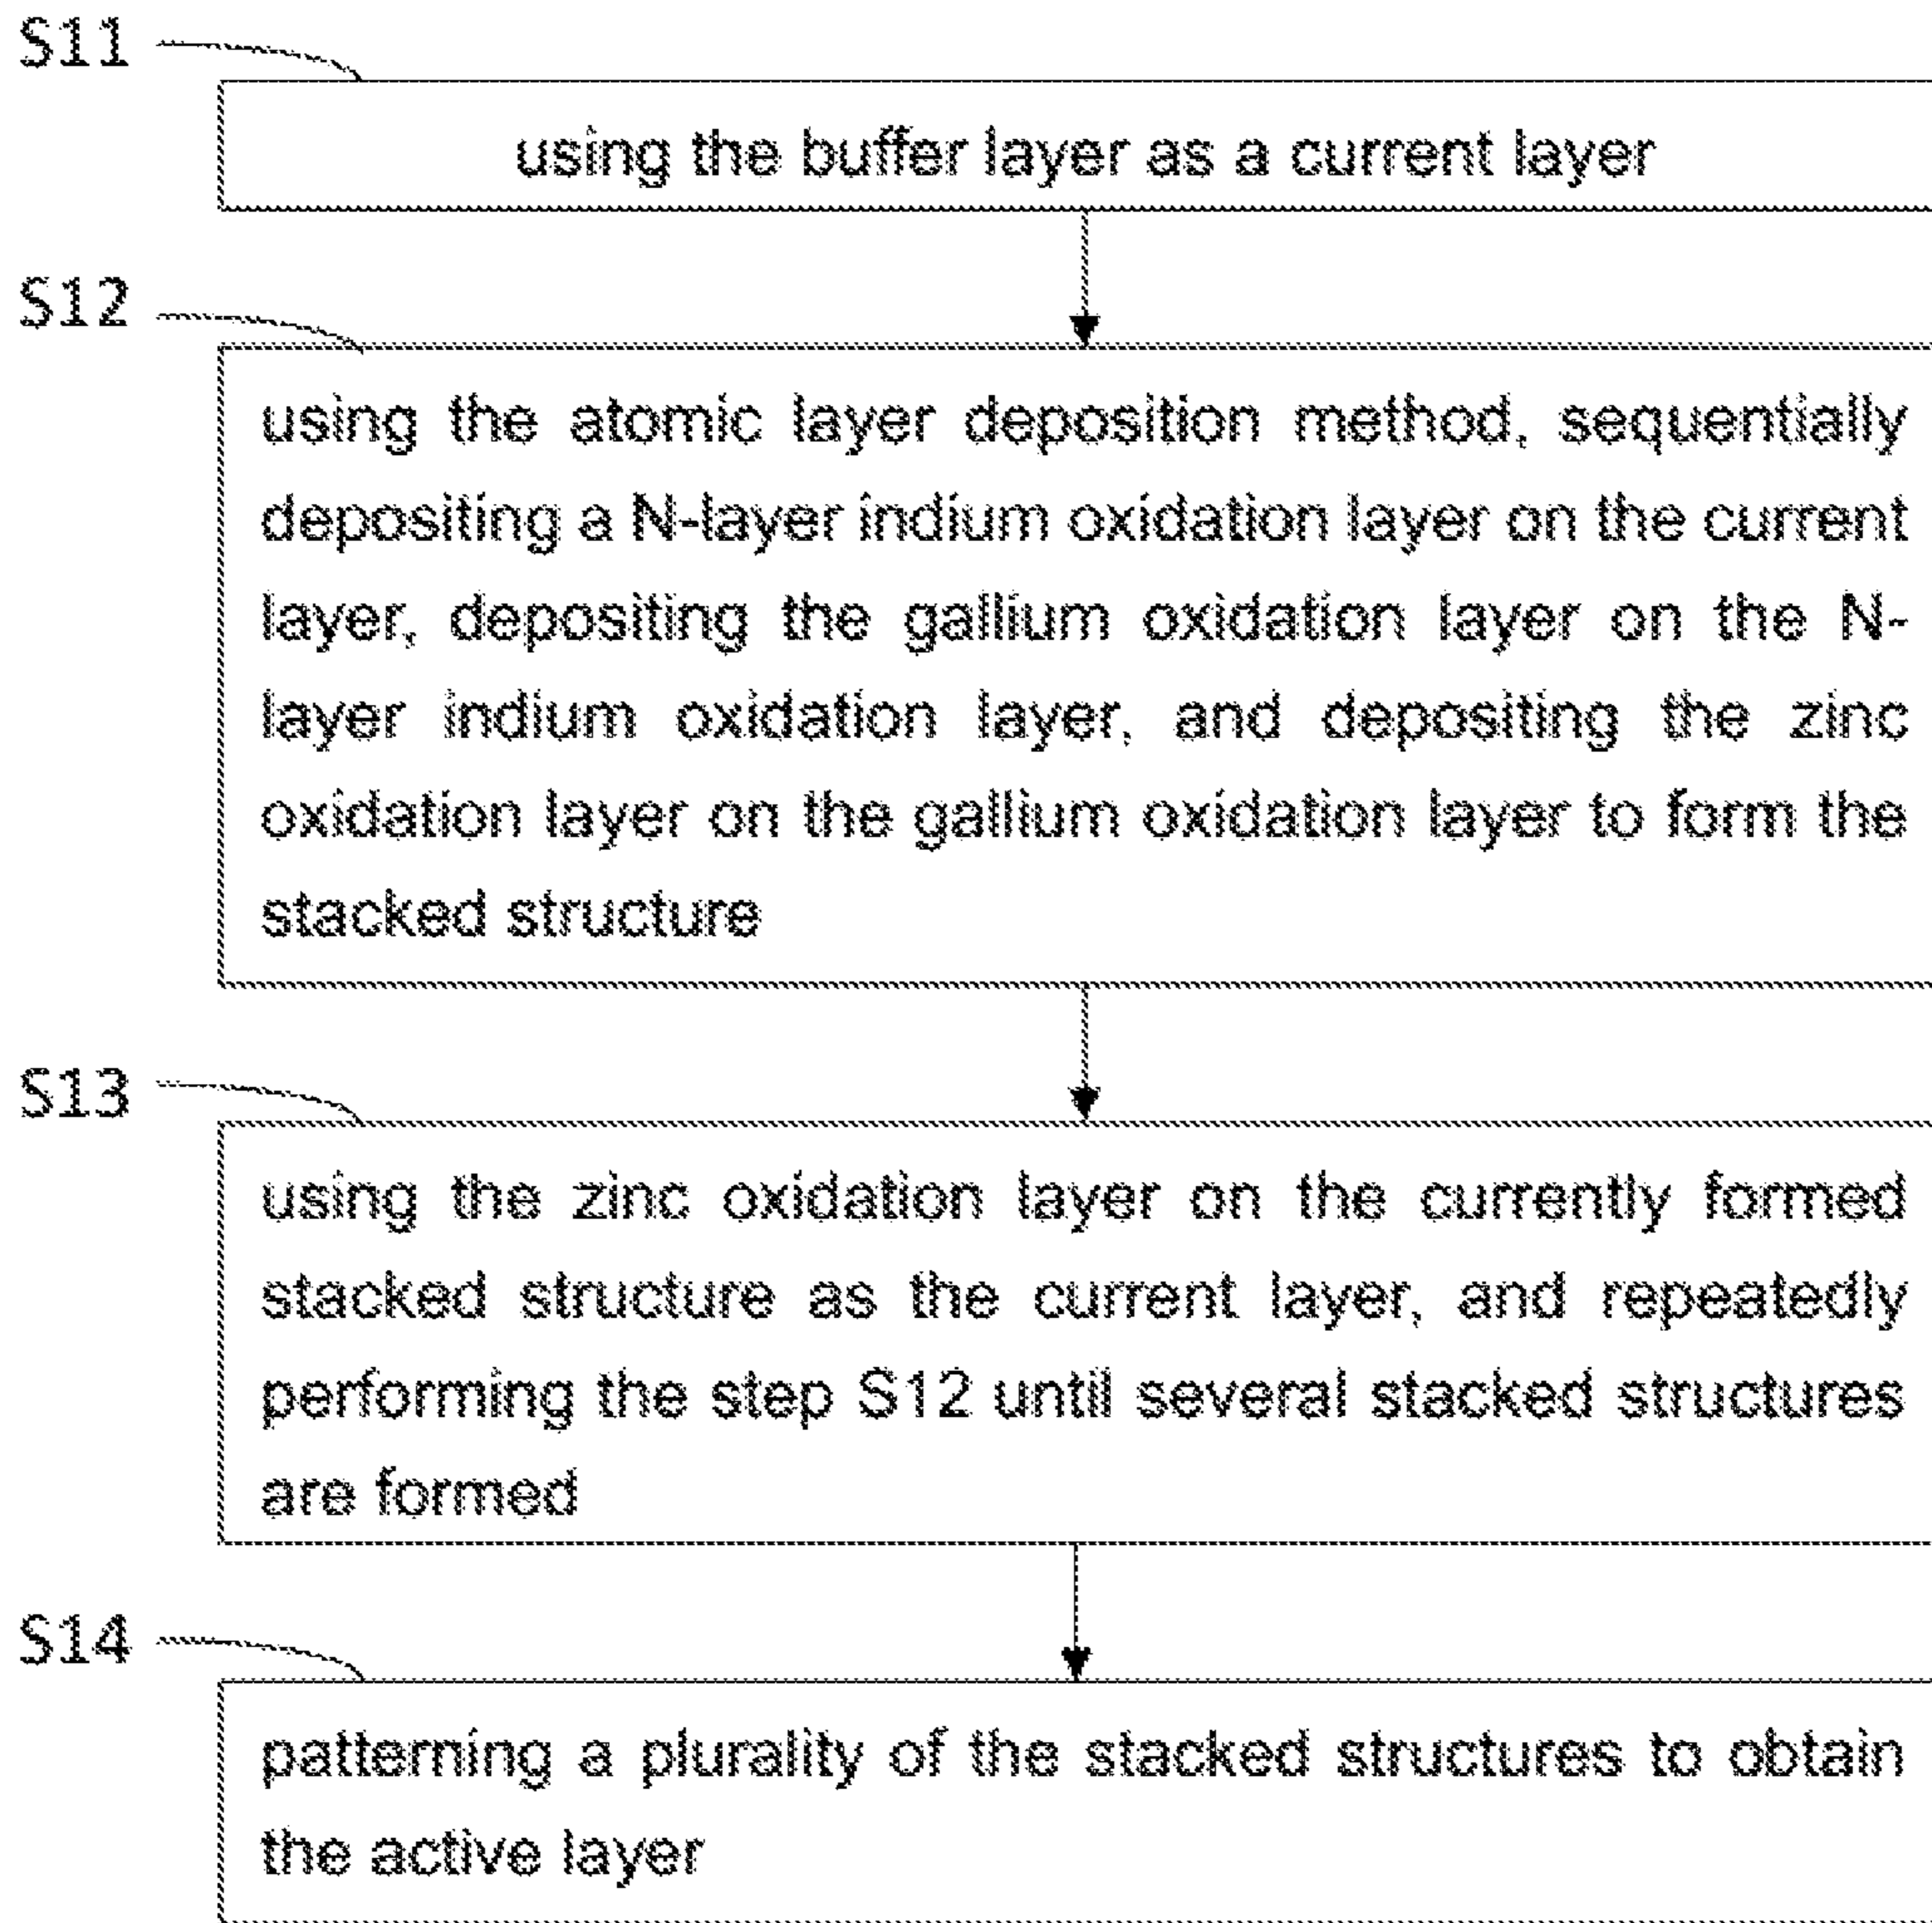 S11
using the buffer layer as a current layer
S12
using the atomic layer deposition method, sequentially
depositing a N-layer indium oxidation layer on the current
layer, depositing the gallium oxidation layer on the N-
layer indium oxidation layer, and depositing the zinc
oxidation layer on the gallium oxidation layer to form the
stacked structure
S13
using the zinc oxidation layer on the currently formed
stacked structure as the current layer, and repeatedly
performing the step S12 until several stacked structures
are formed
S14
patterning a plurality of the stacked structures to obtain
the active layer